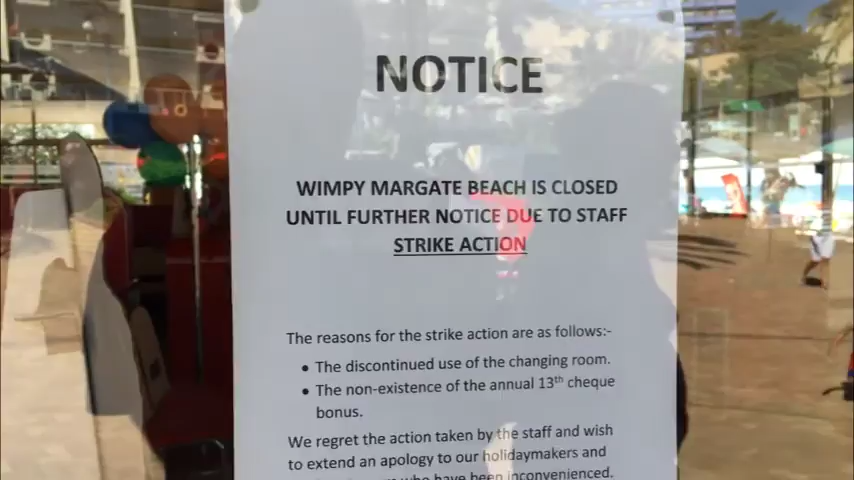 NOTICE
WIMPY MARGATE BEACH IS CLOSED
UNTIL FURTHER NOTICE DUE TO STAFF
STRIKE ACTION
The reasons for the strike action are as follows:-
• The discontinued use of the changing room.
• The non-existence of the annual 13th cheque
bonus.
We regret the action taken by the staff and wish
to extend an apology to our holidaymakers and
who have been inconvenienced.